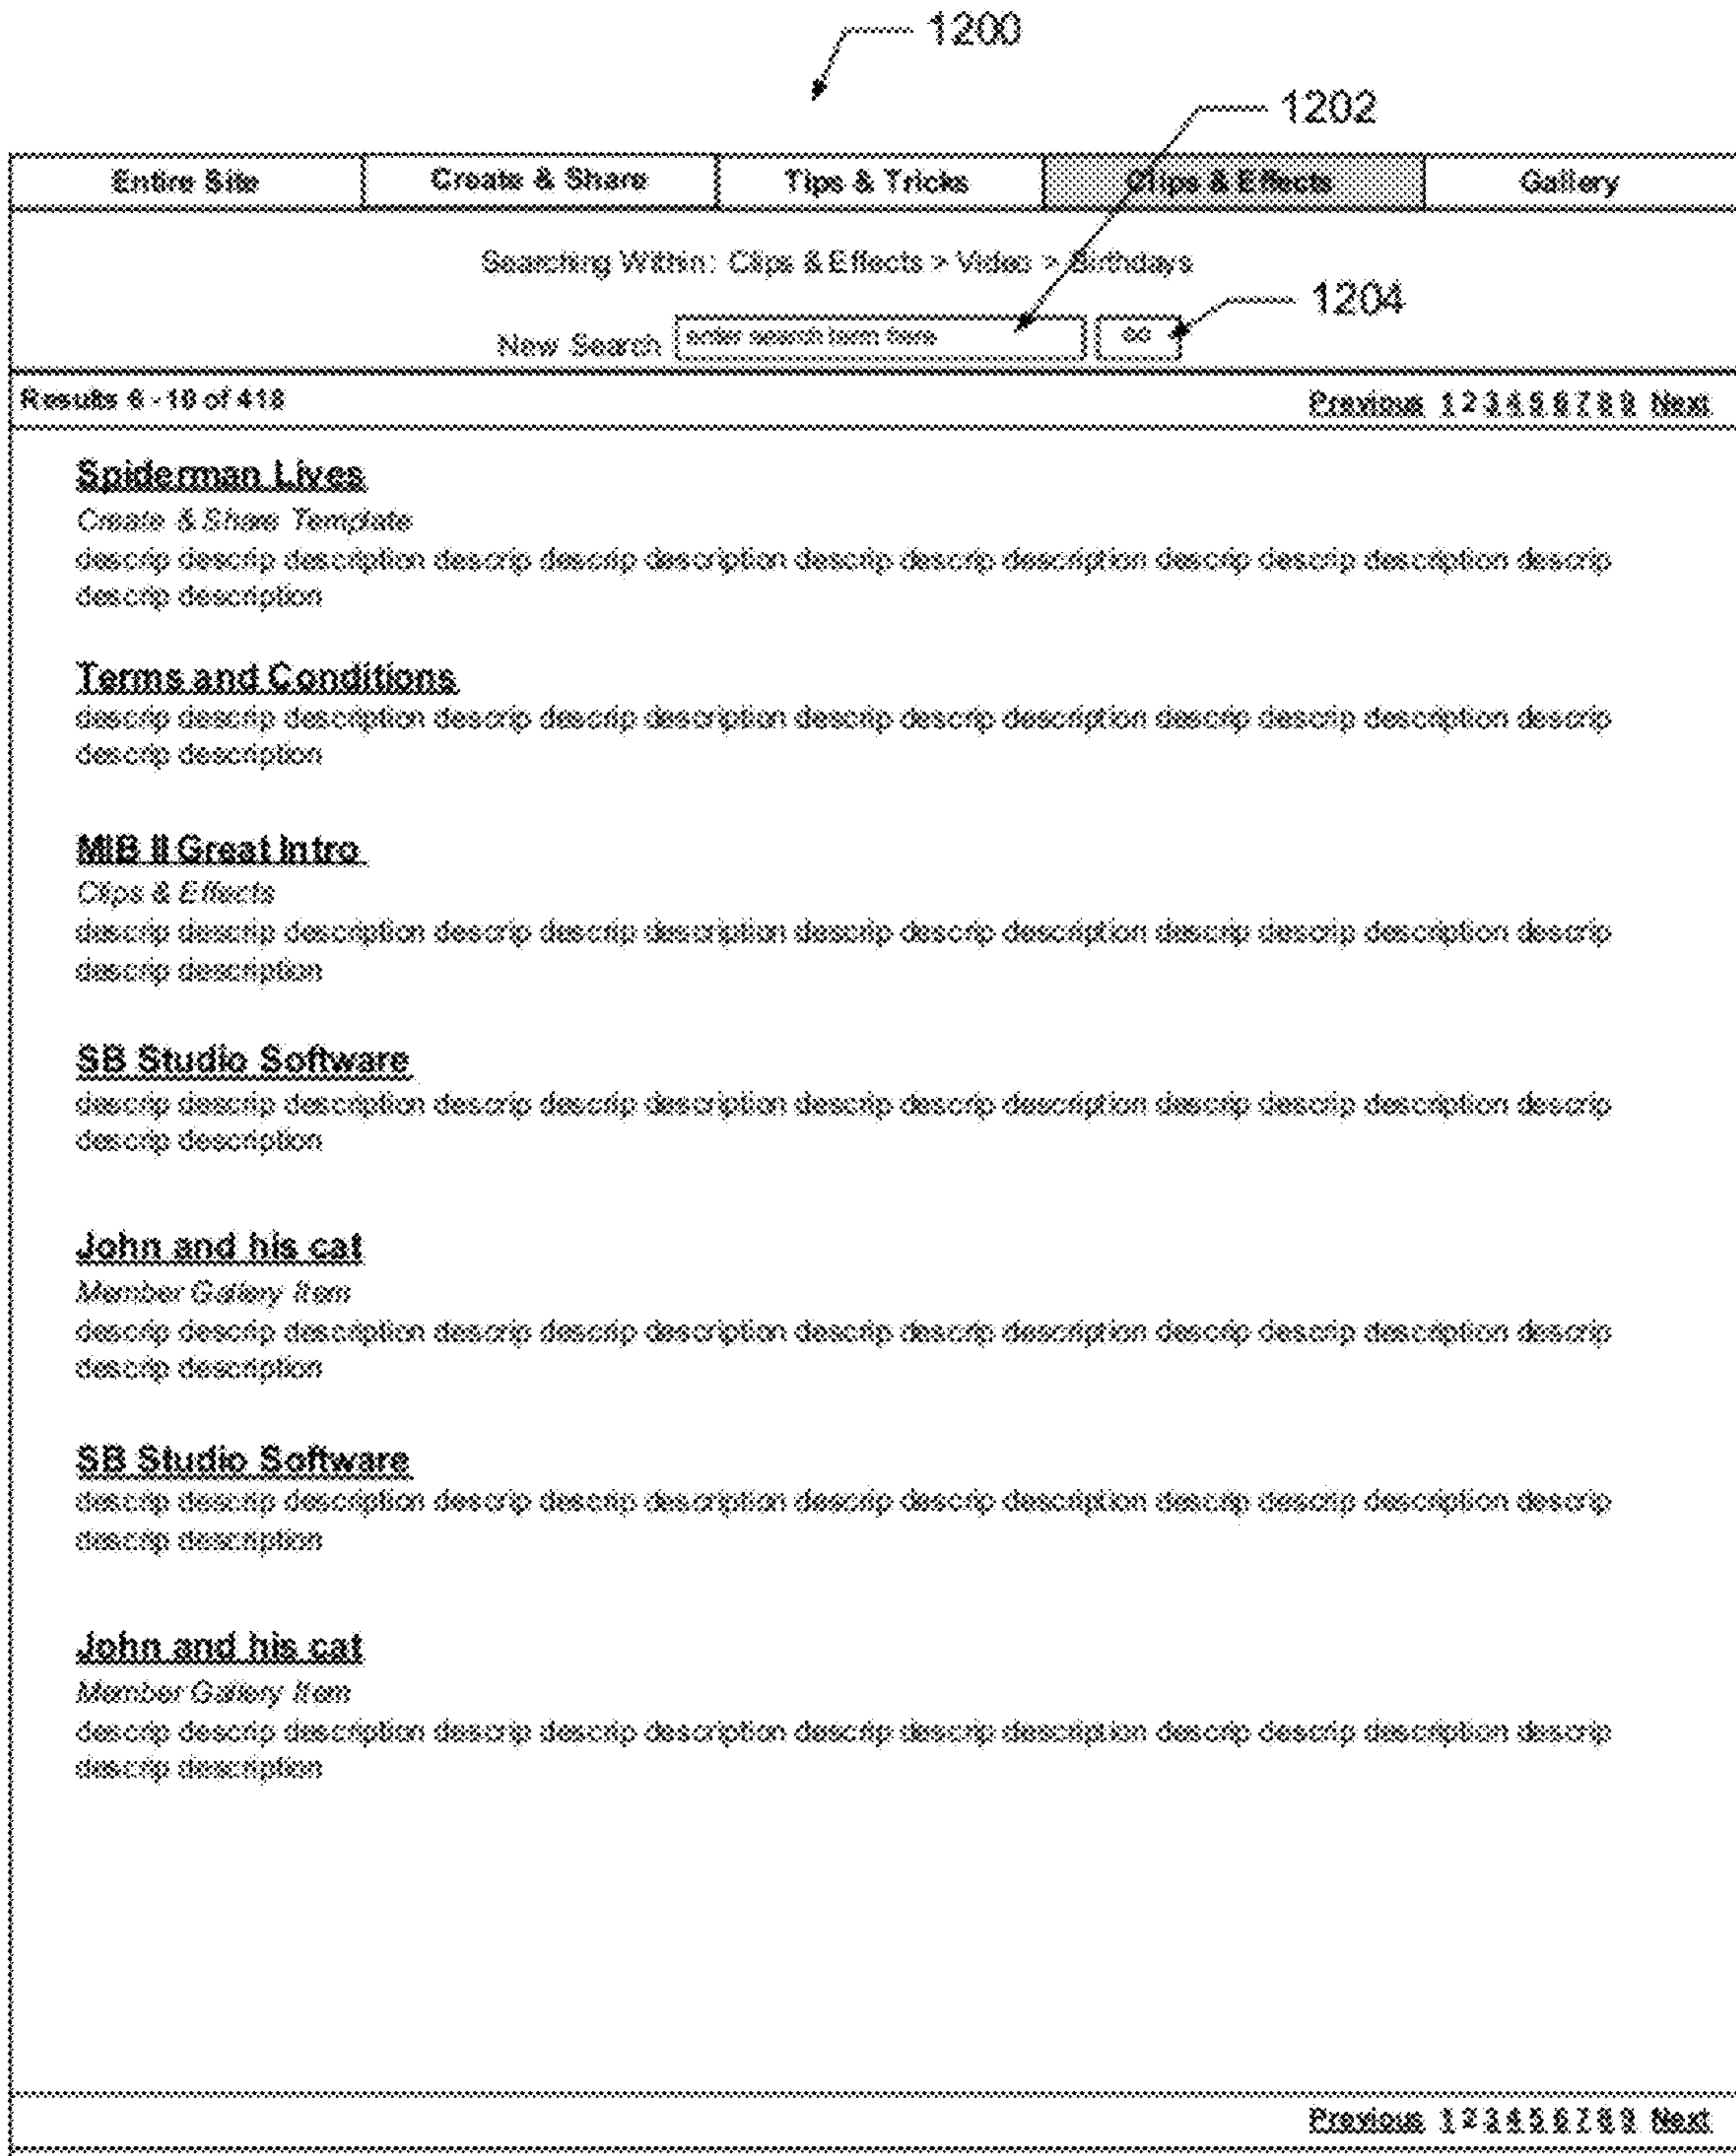 1200
1202
Entire Site Create & Share Tips & Tricks Clips & Effects Gallery
Searching Within: Clips & Effects > Video > Birthdays
1204
New Search enter search term here GO
Results 6 - 10 of 418 Previous 1 2 3 4 5 6 7 8 9 Next
Spiderman Lives
Create & Share Template
descrip descrip description descrip descrip description descrip descrip description descrip descrip description descrip
descrip description
Terms and Conditions
descrip descrip description descrip descrip description descrip descrip description descrip descrip description descrip
descrip description
MIB II Great Intro
Clips & Effects
descrip descrip description descrip descrip description descrip descrip description descrip descrip description descrip
descrip description
SB Studio Software
descrip descrip description descrip descrip description descrip descrip description descrip descrip description descrip
descrip description
John and his cat
Member Gallery Item
descrip descrip description descrip descrip description descrip descrip description descrip descrip description descrip
descrip description
SB Studio Software
descrip descrip description descrip descrip description descrip descrip description descrip descrip description descrip
descrip description
John and his cat
Member Gallery Item
descrip descrip description descrip descrip description descrip descrip description descrip descrip description descrip
descrip description
Previous 1 2 3 4 5 6 7 8 9 Next